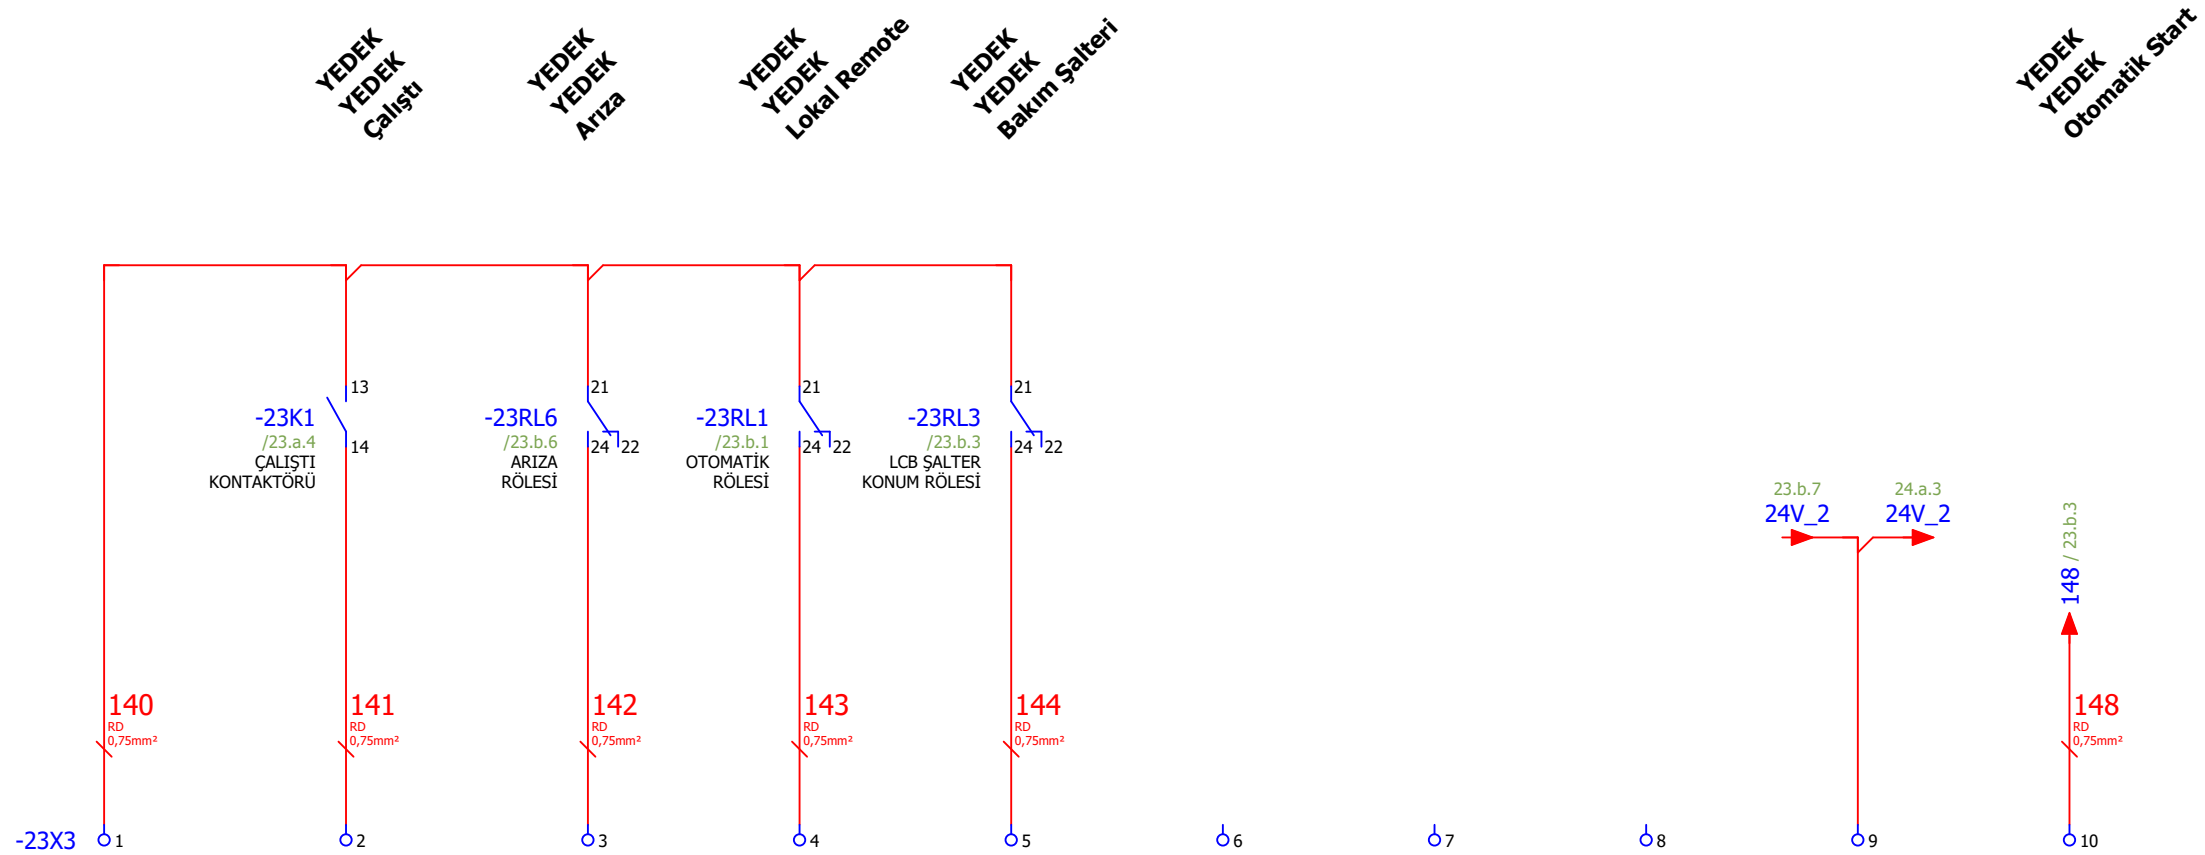 YEDEK
YEDEK
Çalıştı
YEDEK
YEDEK
Arıza
YEDEK
YEDEK
Lokal Remote
YEDEK
YEDEK
Bakım Şalteri
YEDEK
YEDEK
Otomatik Start
-23K1
/23.a.4
ÇALIŞTI
KONTAKTÖRÜ
13
14
-23RL6
/23.b.6
ARIZA
RÖLESİ
21
24 22
-23RL1
/23.b.1
OTOMATİK
RÖLESİ
21
24 22
-23RL3
/23.b.3
LCB ŞALTER
KONUM RÖLESİ
21
24 22
23.b.7
24V_2
24.a.3
24V_2
148 / 23.b.3
140
RD
0,75mm²
141
RD
0,75mm²
142
RD
0,75mm²
143
RD
0,75mm²
144
RD
0,75mm²
148
RD
0,75mm²
-23X3 1 2 3 4 5 6 7 8 9 10